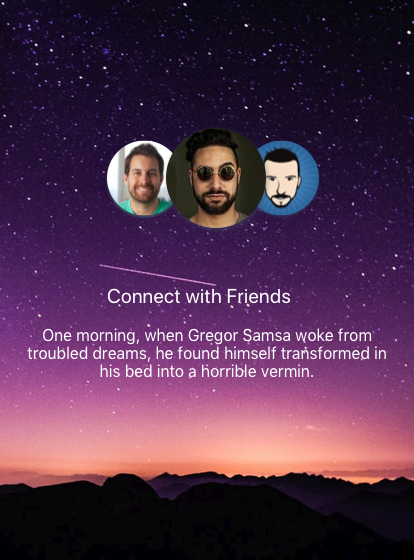 Connect with Friends
One morning, when Gregor Samsa woke from
troubled dreams, he found himself transformed in
his bed into a horrible vermin.